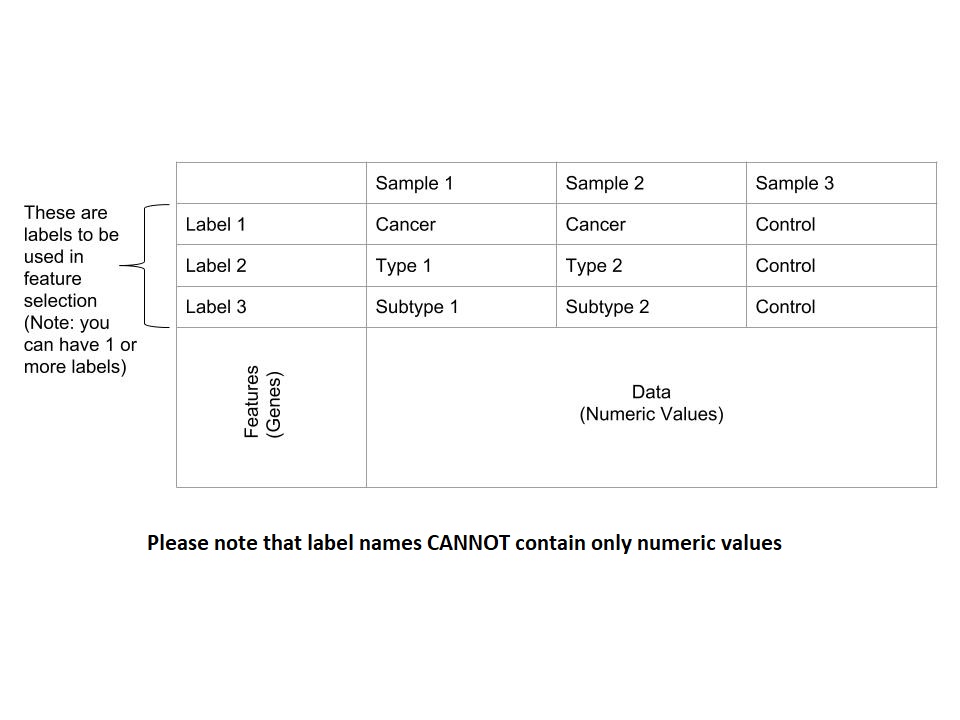 Sample 1 Sample 2 Sample 3
These are
labels to be
used in
feature
selection
(Note: you
can have 1 or
more labels)
Label 1 Cancer Cancer Control
Label 2 Type 1 Type 2 Control
Label 3 Subtype 1 Subtype 2 Control
Features
(Genes)
Data
(Numeric Values)
Please note that label names CANNOT contain only numeric values